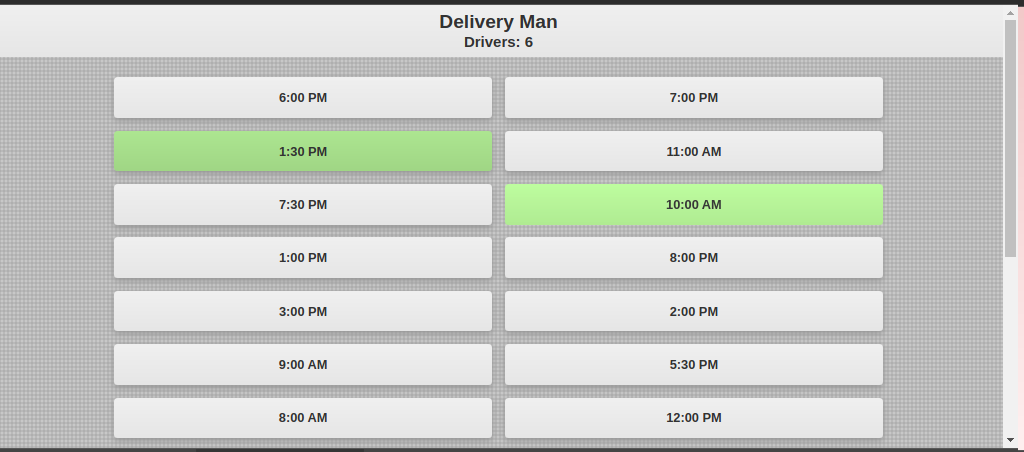 Delivery Man
Drivers: 6
6:00 PM
7:00 PM
1:30 PM
11:00 AM
7:30 PM
10:00 AM
1:00 PM
8:00 PM
3:00 PM
2:00 PM
9:00 AM
5:30 PM
8:00 AM
12:00 PM